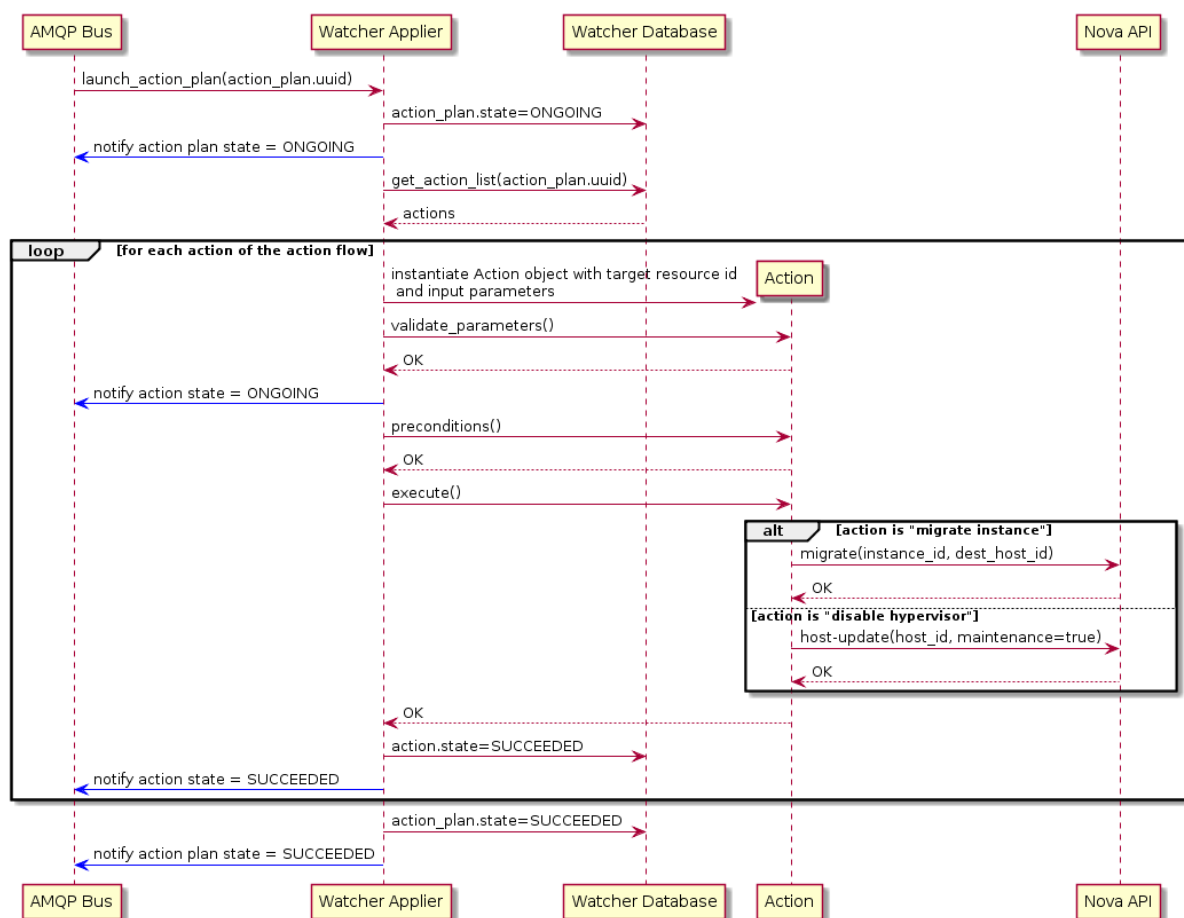 AMQP Bus
Watcher Applier
Watcher Database
Nova API
launch_action_plan(action_plan.uuid)
action_plan.state=ONGOING
notify action plan state = ONGOING
get_action_list(action_plan.uuid)
actions
loop
[for each action of the action flow]
instantiate Action object with target resource id
and input parameters
Action
validate_parameters()
OK
notify action state = ONGOING
preconditions()
OK
execute()
alt
[action is "migrate instance"]
migrate(instance_id, dest_host_id)
OK
[action is "disable hypervisor"]
host-update(host_id, maintenance=true)
OK
OK
action.state=SUCCEEDED
notify action state = SUCCEEDED
action_plan.state=SUCCEEDED
notify action plan state = SUCCEEDED
AMQP Bus
Watcher Applier
Watcher Database
Action
Nova API